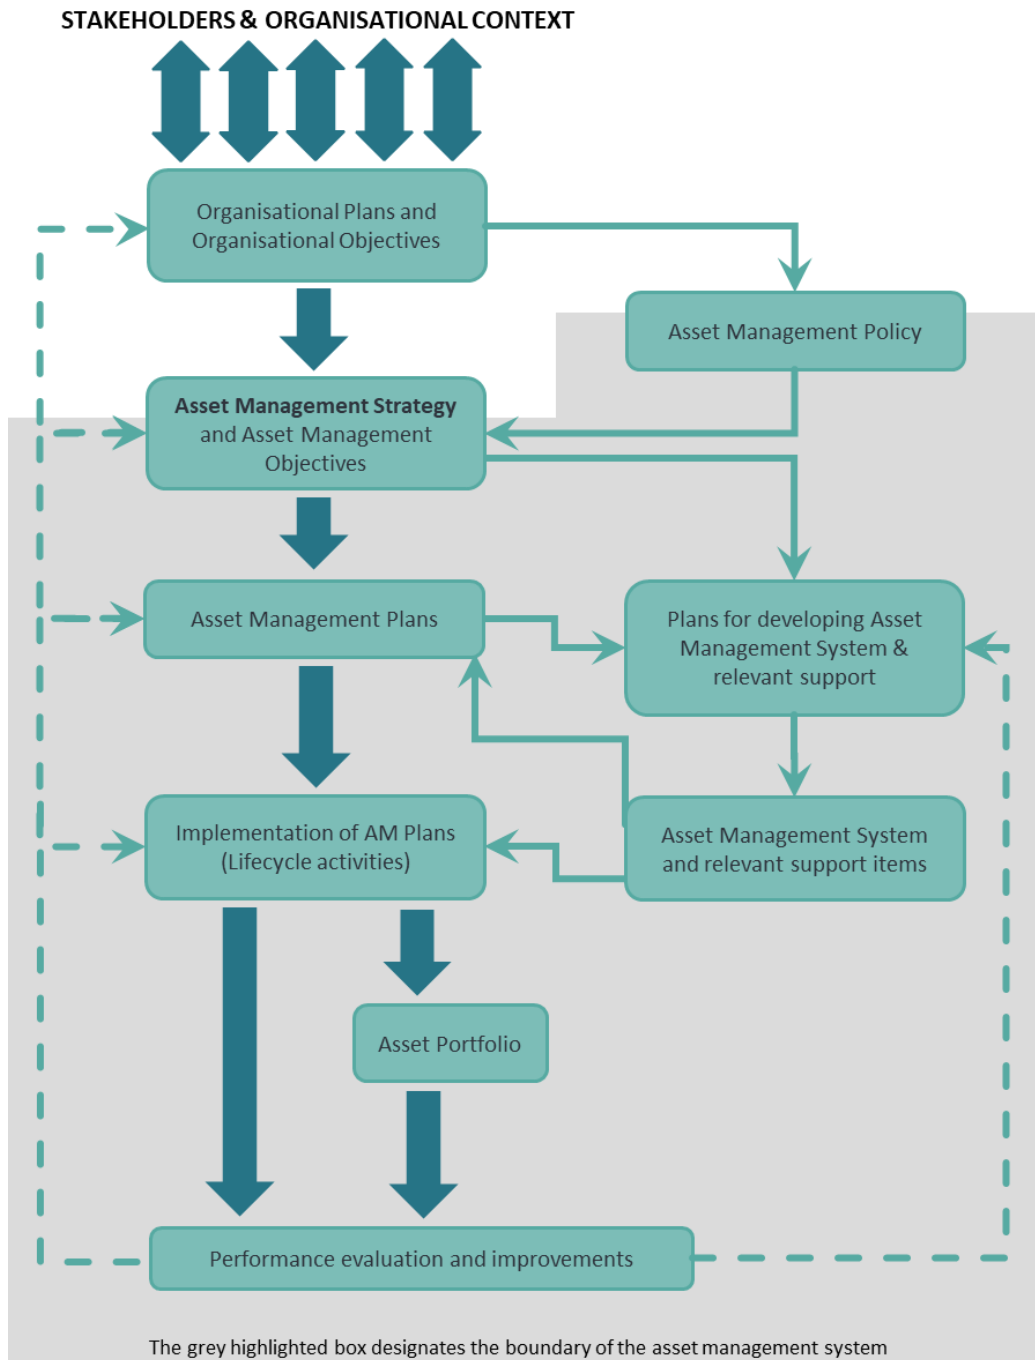 STAKEHOLDERS & ORGANISATIONAL CONTEXT
Organisational Plans and
Organisational Objectives
Asset Management Policy
Asset Management Strategy
and Asset Management
Objectives
Asset Management Plans
Plans for developing Asset
Management System &
relevant support
Implementation of AM Plans
(Lifecycle activities)
Asset Management System
and relevant support items
Asset Portfolio
Performance evaluation and improvements
The grey highlighted box designates the boundary of the asset management system